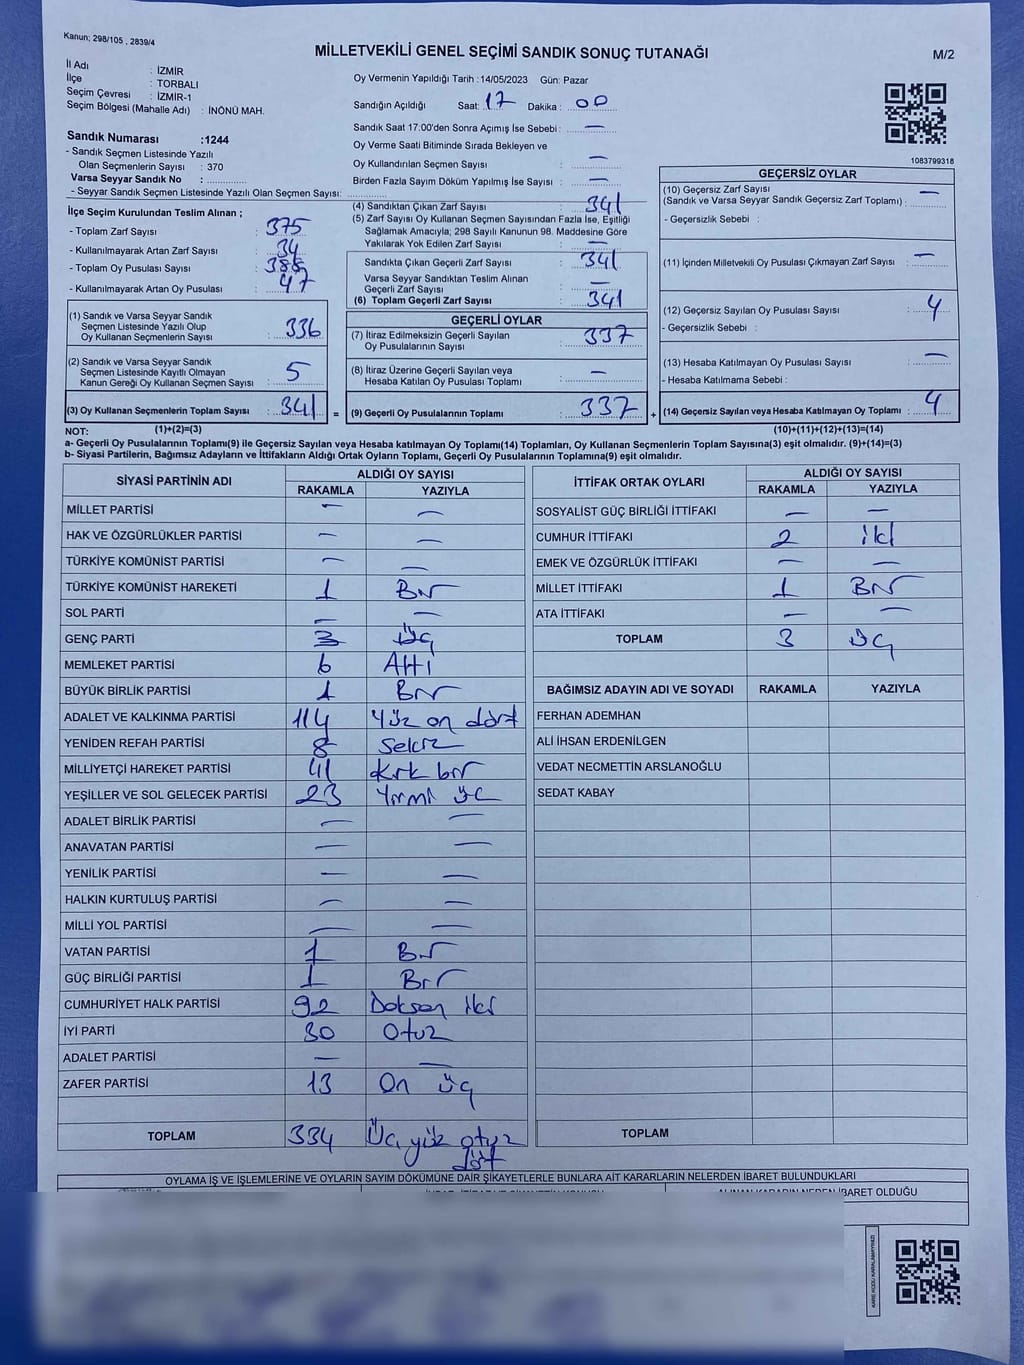 Kanun; 298/105 , 2839/4
MİLLETVEKİLİ GENEL SEÇİMİ SANDIK SONUÇ TUTANAĞI
M/2
İl Adı : İZMİR
İlçe : TORBALI
Seçim Çevresi : İZMİR-1
Seçim Bölgesi (Mahalle Adı) : İNÖNÜ MAH.
Sandık Numarası :1244
- Sandık Seçmen Listesinde Yazılı
Olan Seçmenlerin Sayısı : 370
Varsa Seyyar Sandık No :
- Seyyar Sandık Seçmen Listesinde Yazılı Olan Seçmen Sayısı:
Oy Vermenin Yapıldığı Tarih :14/05/2023 Gün: Pazar
Sandığın Açıldığı Saat: 17 Dakika : 00
Sandık Saat 17:00'den Sonra Açımış İse Sebebi: —
Oy Verme Saati Bitiminde Sırada Bekleyen ve
Oy Kullandırılan Seçmen Sayısı : —
Birden Fazla Sayım Döküm Yapılmış İse Sayısı : —
1083799318
İlçe Seçim Kurulundan Teslim Alınan ;
- Toplam Zarf Sayısı : 375
- Kullanılmayarak Artan Zarf Sayısı : 34
- Toplam Oy Pusulası Sayısı :
- Kullanılmayarak Artan Oy Pusulası : 47
(4) Sandıktan Çıkan Zarf Sayısı : 341
(5) Zarf Sayısı Oy Kullanan Seçmen Sayısından Fazla İse, Eşitliği
Sağlamak Amacıyla; 298 Sayılı Kanunun 98. Maddesine Göre
Yakılarak Yok Edilen Zarf Sayısı : —
Sandıkta Çıkan Geçerli Zarf Sayısı : 341
Varsa Seyyar Sandıktan Teslim Alınan
Geçerli Zarf Sayısı : —
(6) Toplam Geçerli Zarf Sayısı : 341
GEÇERSİZ OYLAR
(10) Geçersiz Zarf Sayısı —
(Sandık ve Varsa Seyyar Sandık Geçersiz Zarf Toplamı) :
- Geçersizlik Sebebi :
(11) İçinden Milletvekili Oy Pusulası Çıkmayan Zarf Sayısı : —
(12) Geçersiz Sayılan Oy Pusulası Sayısı : 4
- Geçersizlik Sebebi :
(13) Hesaba Katılmayan Oy Pusulası Sayısı : —
- Hesaba Katılmama Sebebi :
(1) Sandık ve Varsa Seyyar Sandık
Seçmen Listesinde Yazılı Olup
Oy Kullanan Seçmenlerin Sayısı : 336
(2) Sandık ve Varsa Seyyar Sandık
Seçmen Listesinde Kayıtlı Olmayan
Kanun Gereği Oy Kullanan Seçmen Sayısı : 5
GEÇERLİ OYLAR
(7) İtiraz Edilmeksizin Geçerli Sayılan
Oy Pusulalarının Sayısı : 337
(8) İtiraz Üzerine Geçerli Sayılan veya
Hesaba Katılan Oy Pusulası Toplamı : —
(3) Oy Kullanan Seçmenlerin Toplam Sayısı : 341 = (9) Geçerli Oy Pusulalarının Toplamı : 337 + (14) Geçersiz Sayılan veya Hesaba Katılmayan Oy Toplamı : 4
NOT: (1)+(2)=(3) (10)+(11)+(12)+(13)=(14)
a- Geçerli Oy Pusulalarının Toplamı(9) ile Geçersiz Sayılan veya Hesaba katılmayan Oy Toplamı(14) Toplamları, Oy Kullanan Seçmenlerin Toplam Sayısına(3) eşit olmalıdır. (9)+(14)=(3)
b- Siyasi Partilerin, Bağımsız Adayların ve İttifakların Aldığı Ortak Oyların Toplamı, Geçerli Oy Pusulalarının Toplamına(9) eşit olmalıdır.
SİYASİ PARTİNİN ADI ALDIĞI OY SAYISI
RAKAMLA YAZIYLA
MİLLET PARTİSİ — —
HAK VE ÖZGÜRLÜKLER PARTİSİ — —
TÜRKİYE KOMÜNİST PARTİSİ — —
TÜRKİYE KOMÜNİST HAREKETİ 1 Bir
SOL PARTİ — —
GENÇ PARTİ 3 Üç
MEMLEKET PARTİSİ 6 Altı
BÜYÜK BİRLİK PARTİSİ 1 Bir
ADALET VE KALKINMA PARTİSİ 114 Yüz on dört
YENİDEN REFAH PARTİSİ 8 Sekiz
MİLLİYETÇİ HAREKET PARTİSİ 41 Kırk bir
YEŞİLLER VE SOL GELECEK PARTİSİ 23 Yirmi üç
ADALET BİRLİK PARTİSİ — —
ANAVATAN PARTİSİ — —
YENİLİK PARTİSİ — —
HALKIN KURTULUŞ PARTİSİ — —
MİLLİ YOL PARTİSİ — —
VATAN PARTİSİ 1 Bir
GÜÇ BİRLİĞİ PARTİSİ 1 Bir
CUMHURİYET HALK PARTİSİ 92 Doksan iki
İYİ PARTİ 30 Otuz
ADALET PARTİSİ — —
ZAFER PARTİSİ 13 On üç
TOPLAM 334 Üç yüz otuz
dört
İTTİFAK ORTAK OYLARI ALDIĞI OY SAYISI
RAKAMLA YAZIYLA
SOSYALİST GÜÇ BİRLİĞİ İTTİFAKI — —
CUMHUR İTTİFAKI 2 iki
EMEK VE ÖZGÜRLÜK İTTİFAKI — —
MİLLET İTTİFAKI 1 Bir
ATA İTTİFAKI — —
TOPLAM 3 Üç
BAĞIMSIZ ADAYIN ADI VE SOYADI RAKAMLA YAZIYLA
FERHAN ADEMHAN
ALİ İHSAN ERDENİLGEN
VEDAT NECMETTİN ARSLANOĞLU
SEDAT KABAY
TOPLAM
OYLAMA İŞ VE İŞLEMLERİNE VE OYLARIN SAYIM DÖKÜMÜNE DAİR ŞİKAYETLERLE BUNLARA AİT KARARLARIN NELERDEN İBARET BULUNDUKLARI
ALINAN KARARIN NEDEN İBARET OLDUĞU